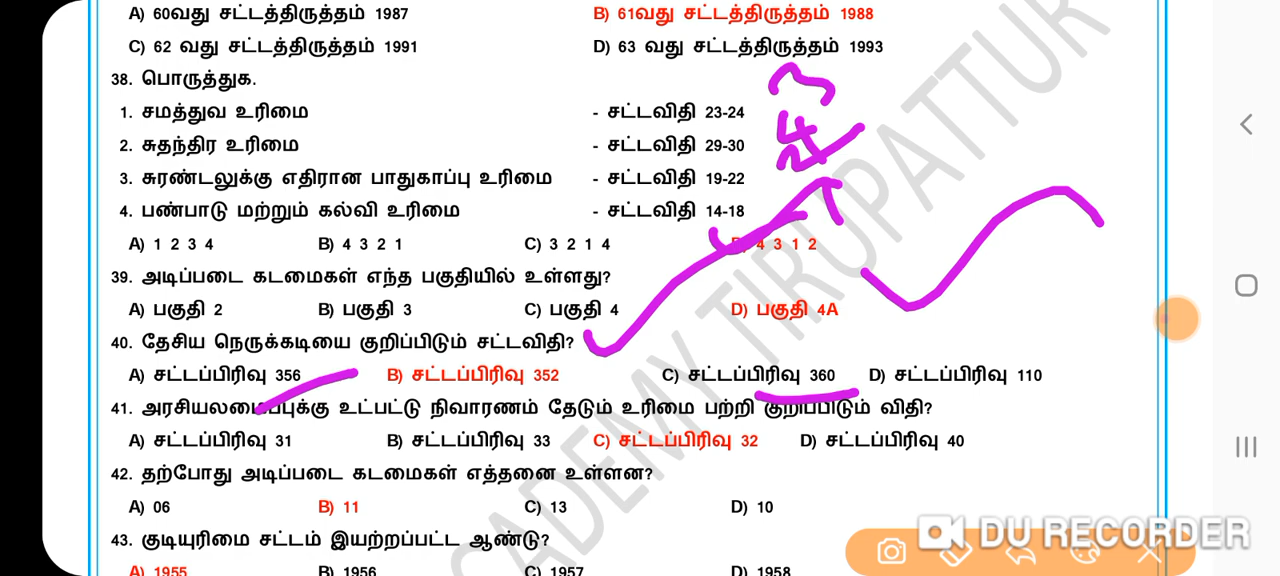 A) 60வது சட்டத்திருத்தம் 1987 B) 61வது சட்டத்திருத்தம் 1988
C) 62 வது சட்டத்திருத்தம் 1991 D) 63 வது சட்டத்திருத்தம் 1993
38. பொருத்துக.
1. சமத்துவ உரிமை - சட்டவிதி 23-24
3
2. சுதந்திர உரிமை - சட்டவிதி 29-30
4
3. சுரண்டலுக்கு எதிரான பாதுகாப்பு உரிமை - சட்டவிதி 19-22
4. பண்பாடு மற்றும் கல்வி உரிமை - சட்டவிதி 14-18
A) 1 2 3 4 B) 4 3 2 1 C) 3 2 1 4 D) 4 3 1 2
39. அடிப்படை கடமைகள் எந்த பகுதியில் உள்ளது?
A) பகுதி 2 B) பகுதி 3 C) பகுதி 4 D) பகுதி 4A
40. தேசிய நெருக்கடியை குறிப்பிடும் சட்டவிதி?
A) சட்டப்பிரிவு 356 B) சட்டப்பிரிவு 352 C) சட்டப்பிரிவு 360 D) சட்டப்பிரிவு 110
41. அரசியலமைப்புக்கு உட்பட்டு நிவாரணம் தேடும் உரிமை பற்றி குறிப்பிடும் விதி?
A) சட்டப்பிரிவு 31 B) சட்டப்பிரிவு 33 C) சட்டப்பிரிவு 32 D) சட்டப்பிரிவு 40
42. தற்போது அடிப்படை கடமைகள் எத்தனை உள்ளன?
A) 06 B) 11 C) 13 D) 10
43. குடியுரிமை சட்டம் இயற்றப்பட்ட ஆண்டு?
A) 1955 B) 1956 C) 1957 D) 1958
CADEMY TIRUPATTUR
DU RECORDER